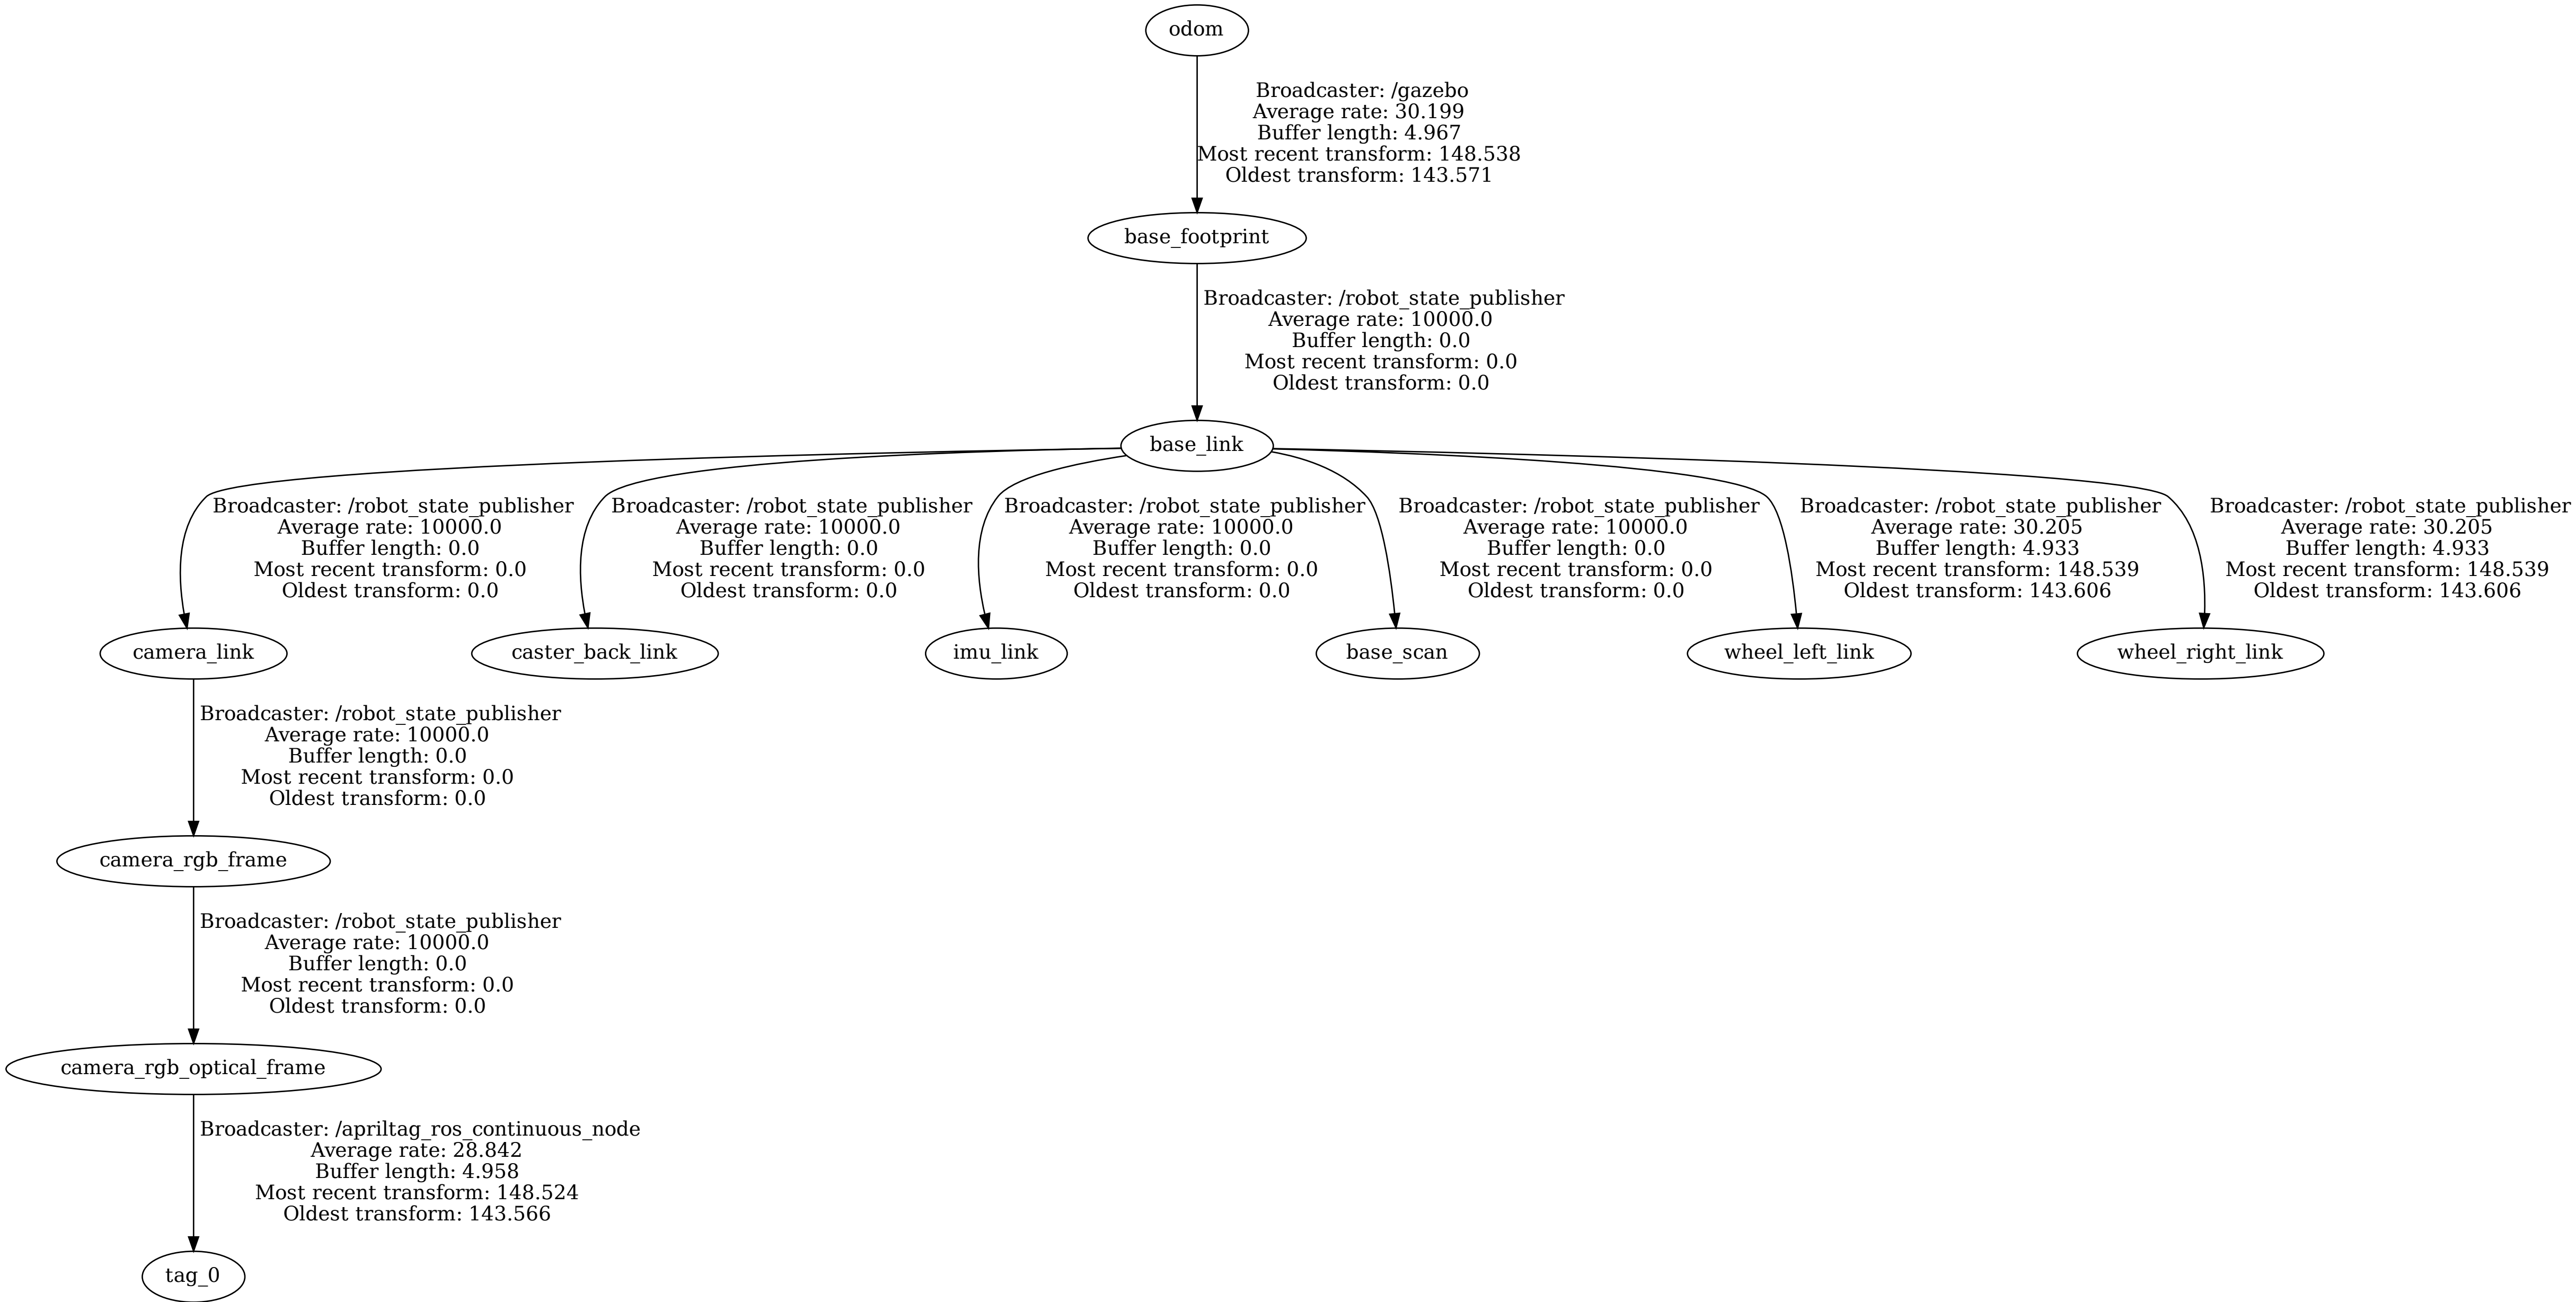 odom
Broadcaster: /gazebo
Average rate: 30.199
Buffer length: 4.967
Most recent transform: 148.538
Oldest transform: 143.571
base_footprint
Broadcaster: /robot_state_publisher
Average rate: 10000.0
Buffer length: 0.0
Most recent transform: 0.0
Oldest transform: 0.0
base_link
Broadcaster: /robot_state_publisher
Average rate: 10000.0
Buffer length: 0.0
Most recent transform: 0.0
Oldest transform: 0.0
Broadcaster: /robot_state_publisher
Average rate: 10000.0
Buffer length: 0.0
Most recent transform: 0.0
Oldest transform: 0.0
Broadcaster: /robot_state_publisher
Average rate: 10000.0
Buffer length: 0.0
Most recent transform: 0.0
Oldest transform: 0.0
Broadcaster: /robot_state_publisher
Average rate: 10000.0
Buffer length: 0.0
Most recent transform: 0.0
Oldest transform: 0.0
Broadcaster: /robot_state_publisher
Average rate: 30.205
Buffer length: 4.933
Most recent transform: 148.539
Oldest transform: 143.606
Broadcaster: /robot_state_publisher
Average rate: 30.205
Buffer length: 4.933
Most recent transform: 148.539
Oldest transform: 143.606
camera_link
caster_back_link
imu_link
base_scan
wheel_left_link
wheel_right_link
Broadcaster: /robot_state_publisher
Average rate: 10000.0
Buffer length: 0.0
Most recent transform: 0.0
Oldest transform: 0.0
camera_rgb_frame
Broadcaster: /robot_state_publisher
Average rate: 10000.0
Buffer length: 0.0
Most recent transform: 0.0
Oldest transform: 0.0
camera_rgb_optical_frame
Broadcaster: /apriltag_ros_continuous_node
Average rate: 28.842
Buffer length: 4.958
Most recent transform: 148.524
Oldest transform: 143.566
tag_0